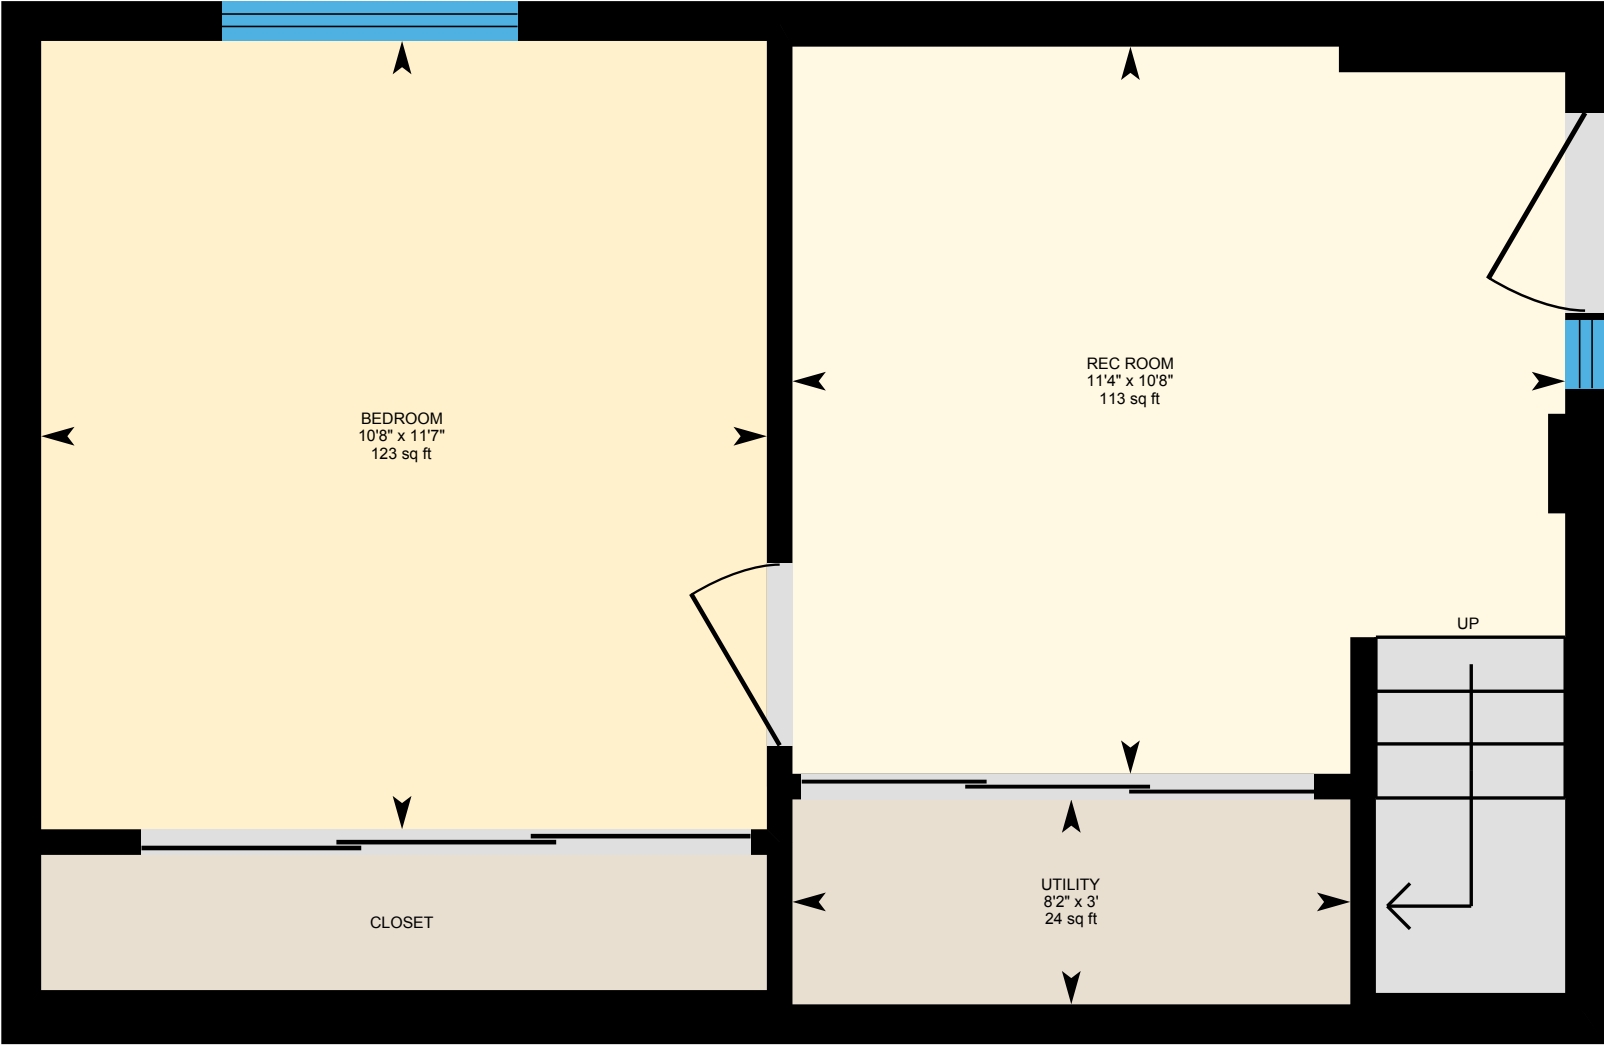 REC ROOM
11'4" x 10'8"
113 sq ft
BEDROOM
10'8" x 11'7"
123 sq ft
UP
UTILITY
8'2" x 3'
24 sq ft
CLOSET